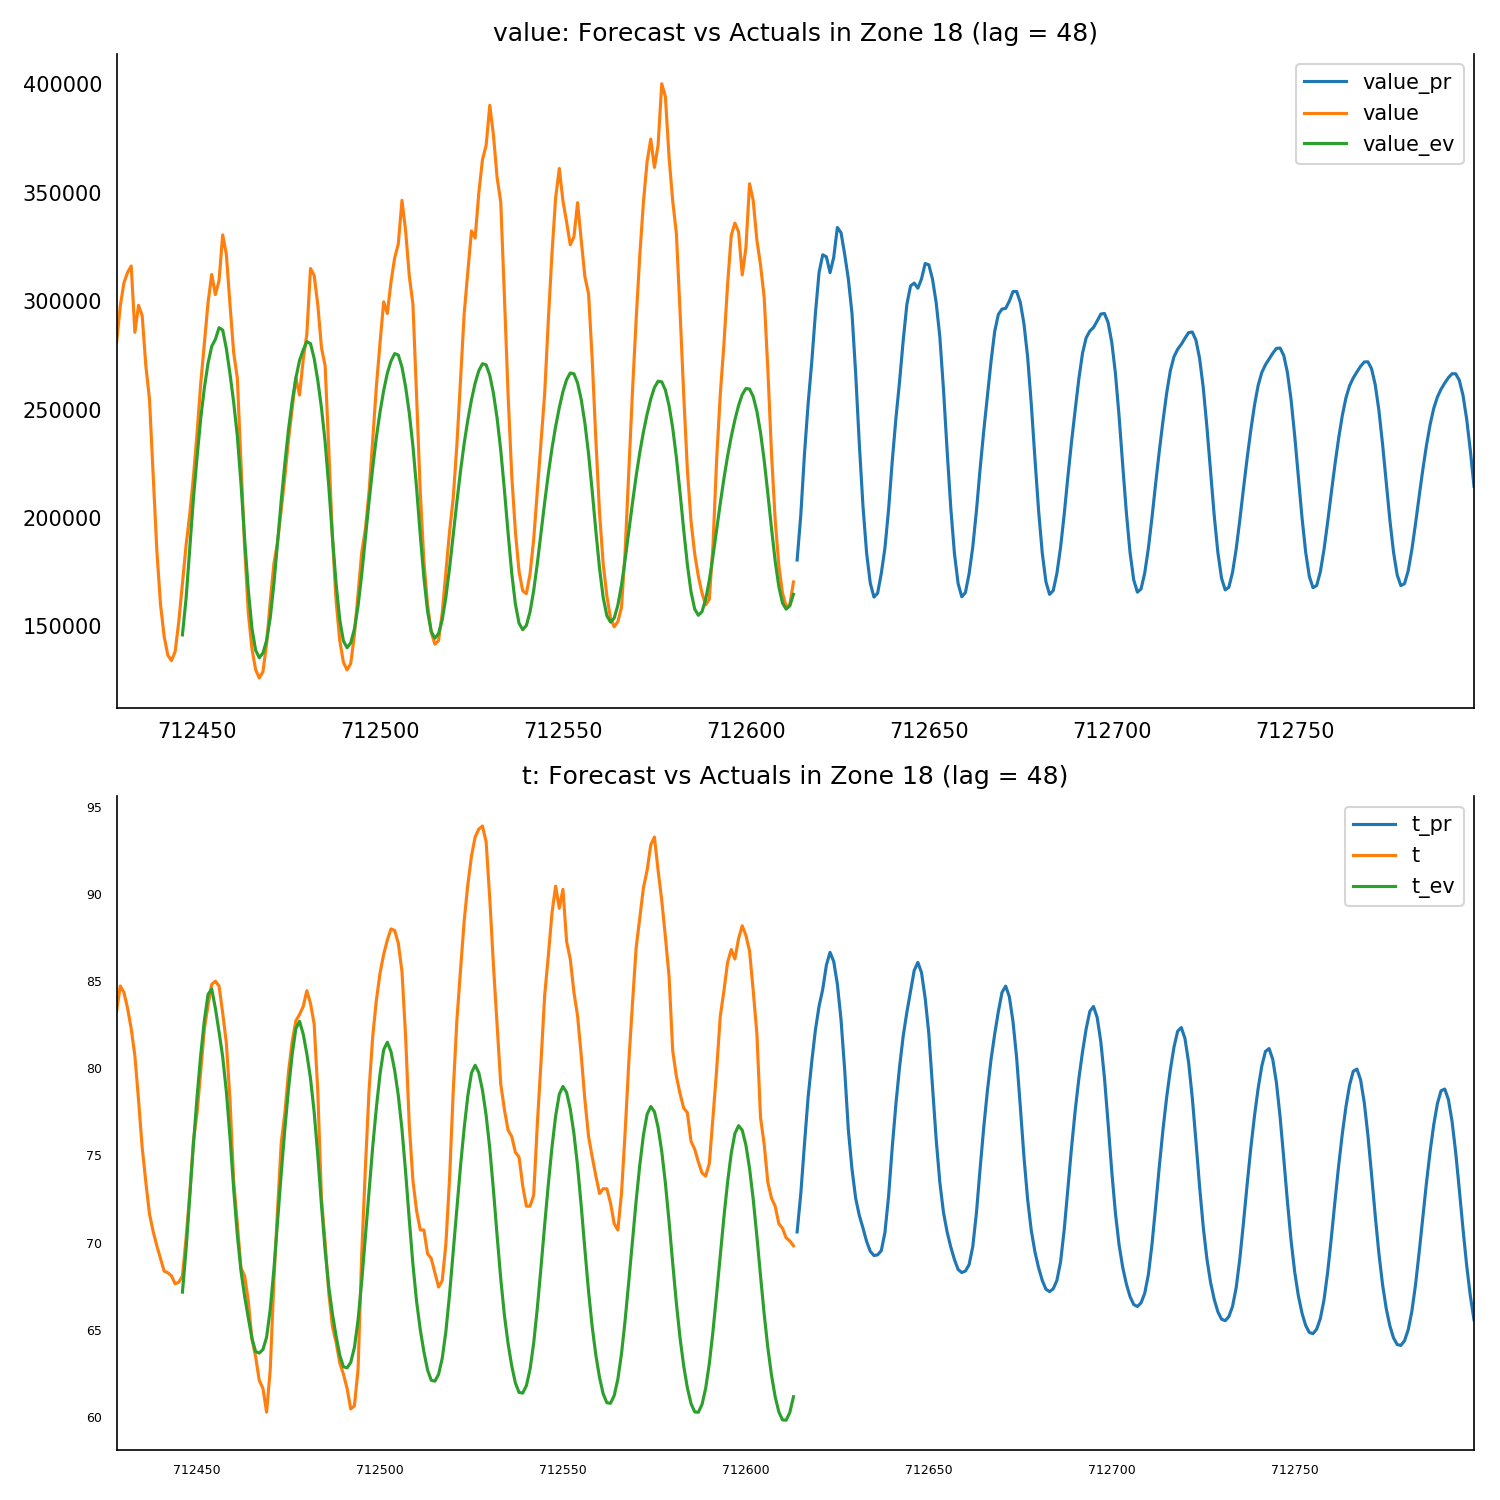 value: Forecast vs Actuals in Zone 18 (lag = 48)
400000
350000
300000
250000
200000
150000
value_pr
value
value_ev
712450 712500 712550 712600 712650 712700 712750
t: Forecast vs Actuals in Zone 18 (lag = 48)
95
90
85
80
75
70
65
60
t_pr
t
t_ev
712450 712500 712550 712600 712650 712700 712750